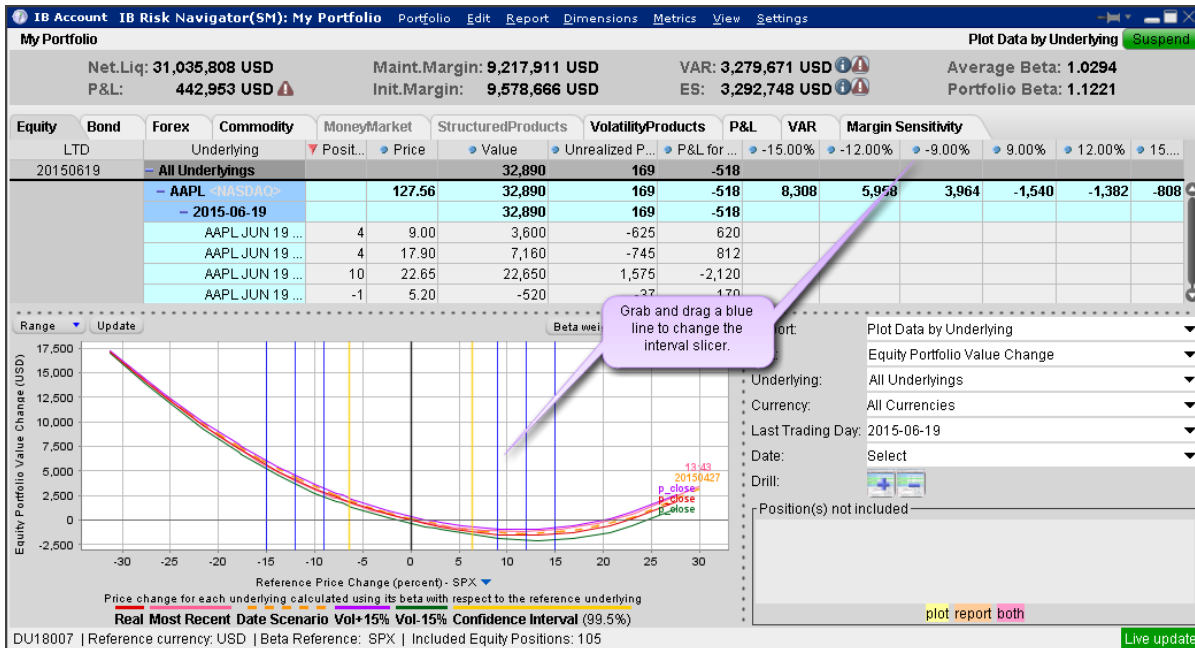 IB Account IB Risk Navigator(SM): My Portfolio Portfolio Edit Report Dimensions Metrics View Settings
My Portfolio Plot Data by Underlying Suspend
Net.Liq: 31,035,808 USD Maint.Margin: 9,217,911 USD VAR: 3,279,671 USD Average Beta: 1.0294
P&L: 442,953 USD Init.Margin: 9,578,666 USD ES: 3,292,748 USD Portfolio Beta: 1.1221
Equity Bond Forex Commodity MoneyMarket StructuredProducts VolatilityProducts P&L VAR Margin Sensitivity
LTD Underlying Posit... Price Value Unrealized P... P&L for ... -15.00% -12.00% -9.00% 9.00% 12.00% 15....
20150619 - All Underlyings 32,890 169 -518
- AAPL <NASDAQ> 127.56 32,890 169 -518 8,308 5,958 3,964 -1,540 -1,382 -808
- 2015-06-19 32,890 169 -518
AAPL JUN 19 ... 4 9.00 3,600 -625 620
AAPL JUN 19 ... 4 17.90 7,160 -745 812
AAPL JUN 19 ... 10 22.65 22,650 1,575 -2,120
AAPL JUN 19 ... -1 5.20 -520 -37 170
Grab and drag a blue
line to change the
interval slicer.
Range Update Beta
Plot Data by Underlying
Equity Portfolio Value Change
Underlying: All Underlyings
Currency: All Currencies
Last Trading Day: 2015-06-19
Date: Select
Drill:
Position(s) not included
plot report both
Equity Portfolio Value Change (USD)
17,500
15,000
12,500
10,000
7,500
5,000
2,500
0
-2,500
13:43
20150427
p_close
p_close
p_close
-30 -25 -20 -15 -10 -5 0 5 10 15 20 25 30
Reference Price Change (percent) - SPX
Price change for each underlying calculated using its beta with respect to the reference underlying
Real Most Recent Date Scenario Vol+15% Vol-15% Confidence Interval (99.5%)
DU18007 | Reference currency: USD | Beta Reference: SPX | Included Equity Positions: 105 Live update